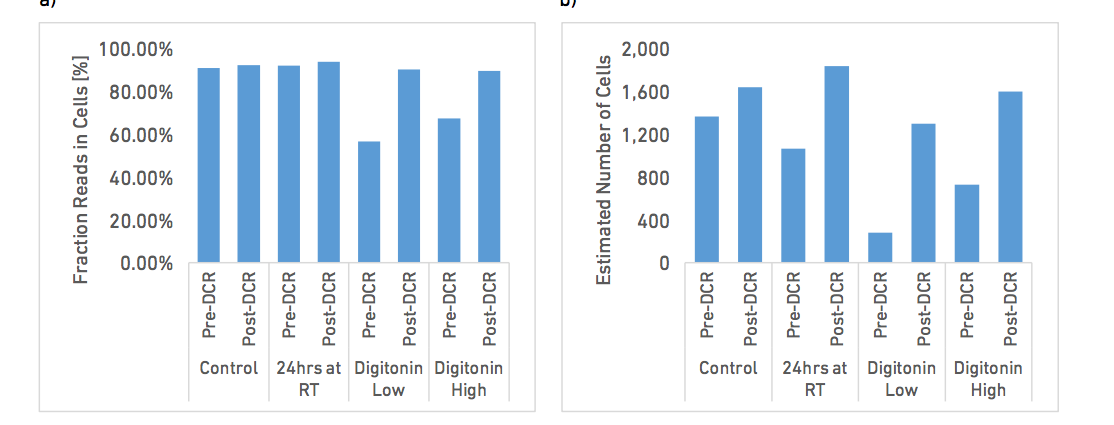 a)
b)
Fraction Reads in Cells [%]
100.00%
80.00%
60.00%
40.00%
20.00%
0.00%
Pre-DCR
Post-DCR
Pre-DCR
Post-DCR
Pre-DCR
Post-DCR
Pre-DCR
Post-DCR
Control
24hrs at
RT
Digitonin
Low
Digitonin
High
Estimated Number of Cells
2,000
1,600
1,200
800
400
0
Pre-DCR
Post-DCR
Pre-DCR
Post-DCR
Pre-DCR
Post-DCR
Pre-DCR
Post-DCR
Control
24hrs at
RT
Digitonin
Low
Digitonin
High